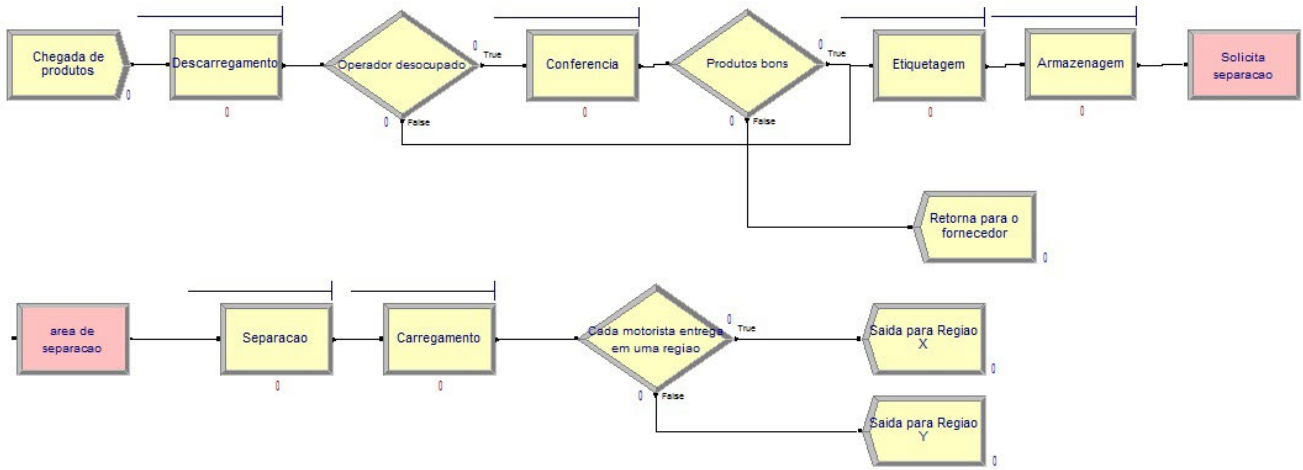 Chegada de
produtos
0
Descarregamento
0
Operador desocupado
0
True
0
False
Conferencia
0
Produtos bons
0
True
0
False
Etiquetagem
0
Armazenagem
0
Solicita
separacao
Retorna para o
fornecedor
0
area de
separacao
Separacao
0
Carregamento
0
Cada motorista entrega
em uma regiao
0
True
0
False
Saida para Regiao
X
0
Saida para Regiao
Y
0